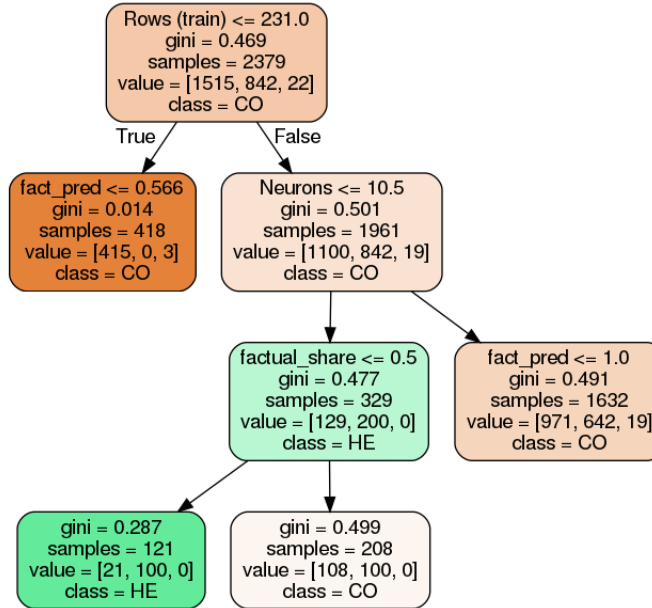 Rows (train) <= 231.0
gini = 0.469
samples = 2379
value = [1515, 842, 22]
class = CO
True
False
fact_pred <= 0.566
gini = 0.014
samples = 418
value = [415, 0, 3]
class = CO
Neurons <= 10.5
gini = 0.501
samples = 1961
value = [1100, 842, 19]
class = CO
factual_share <= 0.5
gini = 0.477
samples = 329
value = [129, 200, 0]
class = HE
fact_pred <= 1.0
gini = 0.491
samples = 1632
value = [971, 642, 19]
class = CO
gini = 0.287
samples = 121
value = [21, 100, 0]
class = HE
gini = 0.499
samples = 208
value = [108, 100, 0]
class = CO